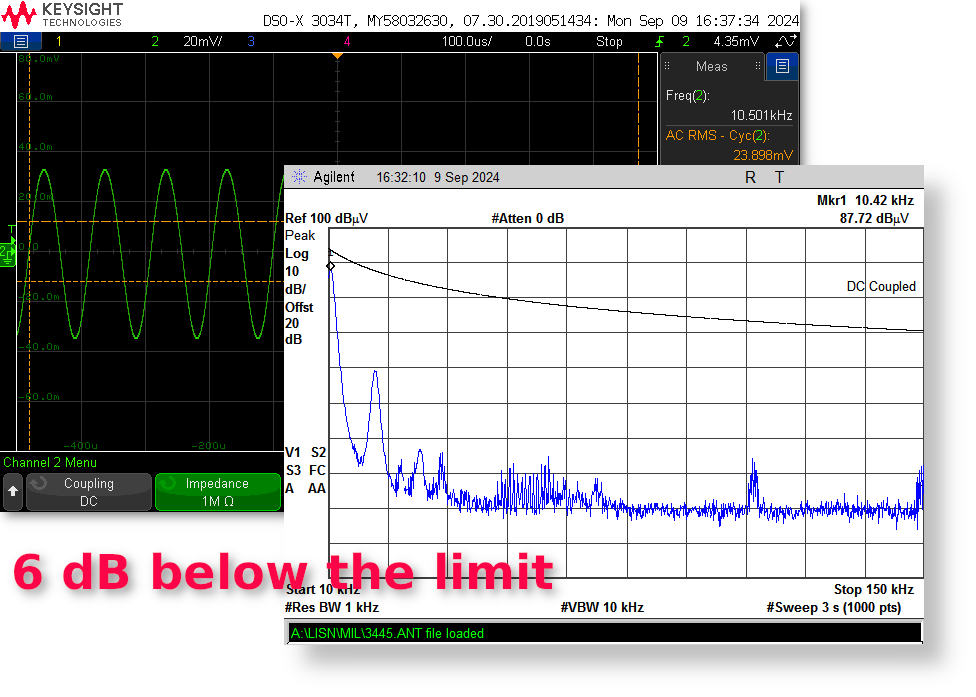 KEYSIGHT
TECHNOLOGIES
DSO-X 3034T, MY58032630, 07.30.2019051434: Mon Sep 09 16:37:34 2024
1 2 20mV/ 3 4 100.0us/ 0.0s Stop 2 4.35mV
80.0mV
60.0m
40.0m
20.0m
0.0
-20.0m
-40.0m
-60.0m
T
2
-400u -200u
Meas
Freq(2):
10.501kHz
AC RMS - Cyc(2):
23.898mV
Channel 2 Menu
Coupling
DC
Impedance
1M Ω
Agilent 16:32:10 9 Sep 2024 R T
Mkr1 10.42 kHz
Ref 100 dBµV #Atten 0 dB 87.72 dBµV
Peak
Log
10
dB/
Offst
20
dB
1
DC Coupled
V1 S2
S3 FC
A AA
Start 10 kHz Stop 150 kHz
#Res BW 1 kHz #VBW 10 kHz #Sweep 3 s (1000 pts)
A:\LISN\MIL\3445.ANT file loaded
6 dB below the limit